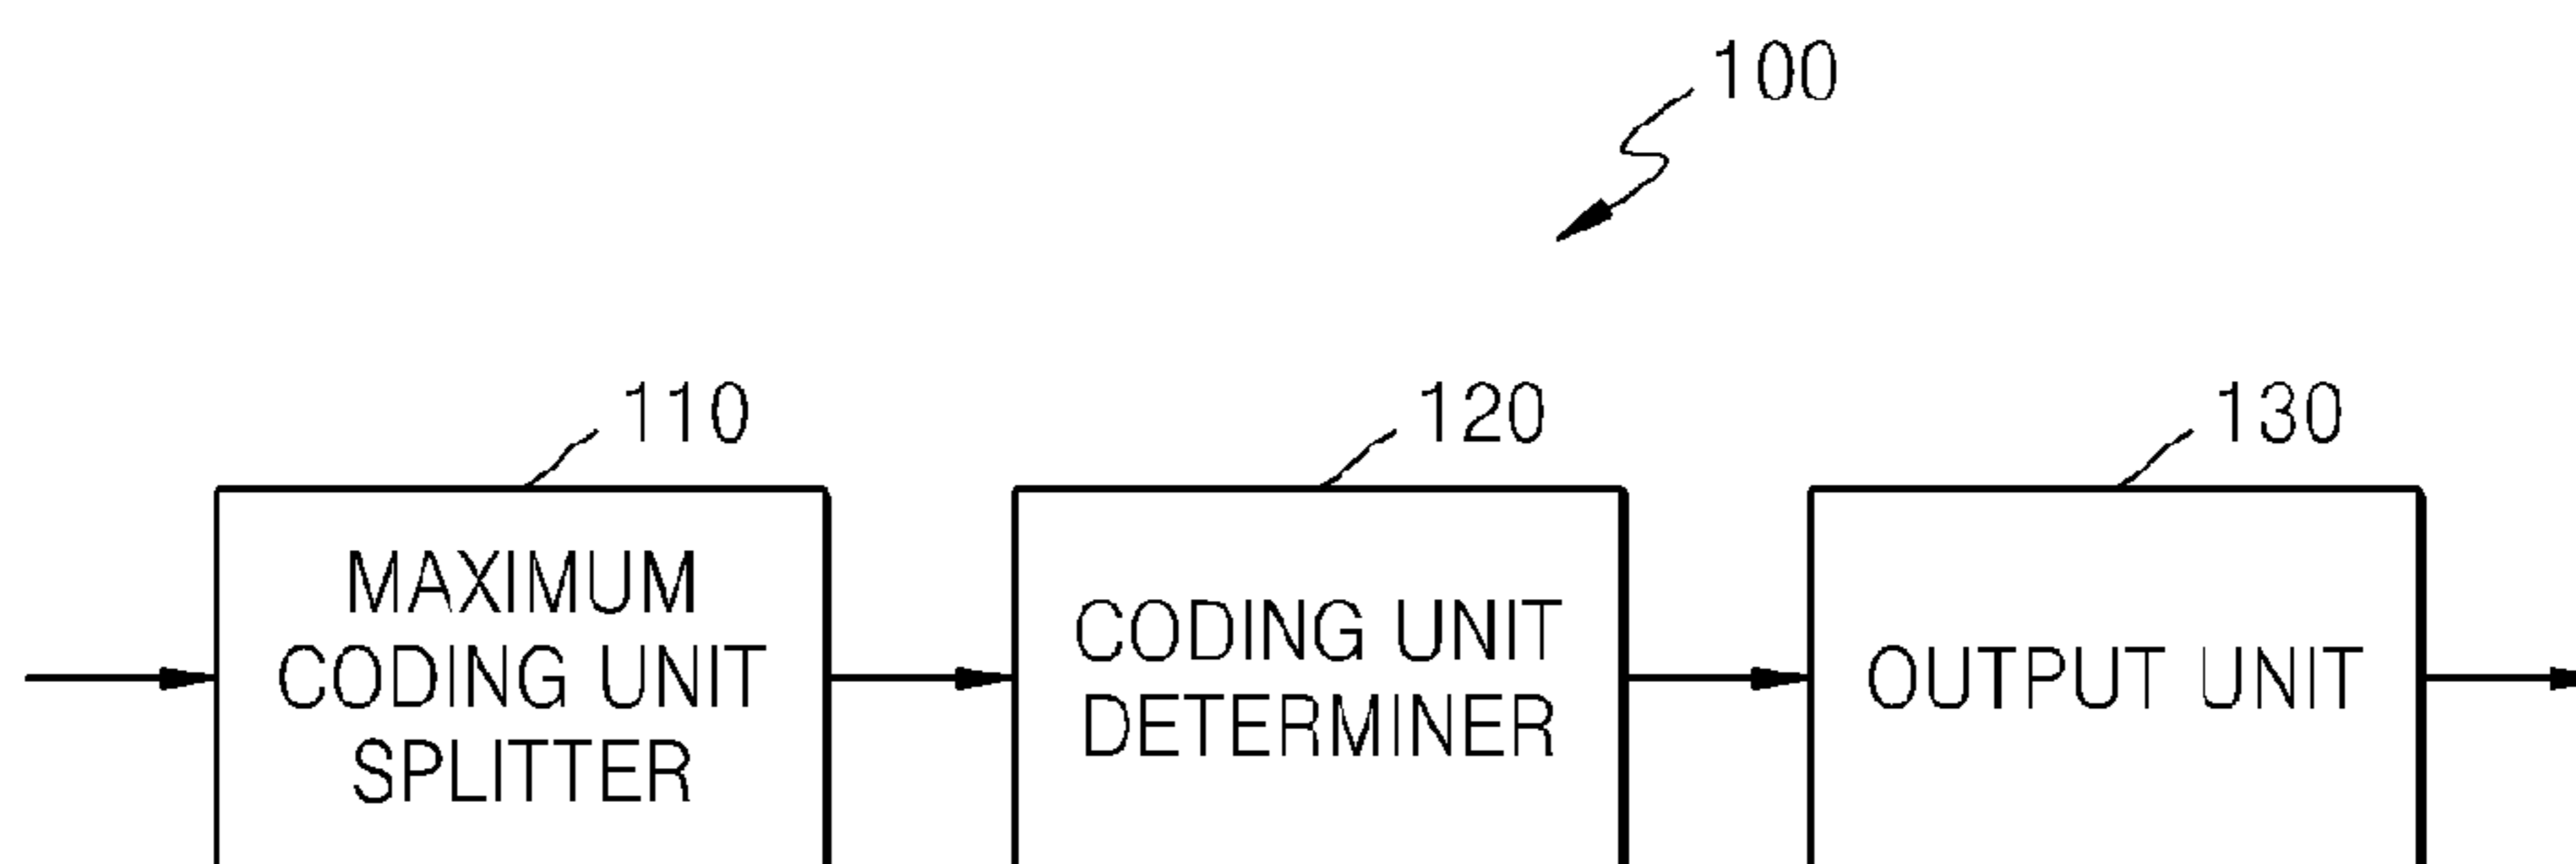 100
110
120
130
MAXIMUM
CODING UNIT
SPLITTER
CODING UNIT
DETERMINER
OUTPUT UNIT